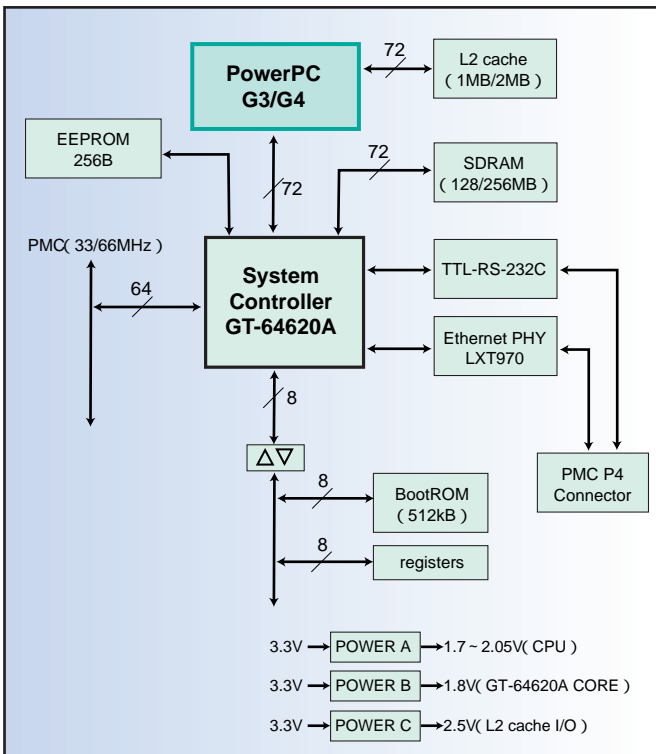 PowerPC
G3/G4
72
L2 cache
( 1MB/2MB )
EEPROM
256B
72
72
SDRAM
( 128/256MB )
PMC( 33/66MHz )
64
System
Controller
GT-64620A
TTL-RS-232C
Ethernet PHY
LXT970
8
PMC P4
Connector
8
BootROM
( 512kB )
8
registers
3.3V POWER A 1.7 ~ 2.05V( CPU )
3.3V POWER B 1.8V( GT-64620A CORE )
3.3V POWER C 2.5V( L2 cache I/O )